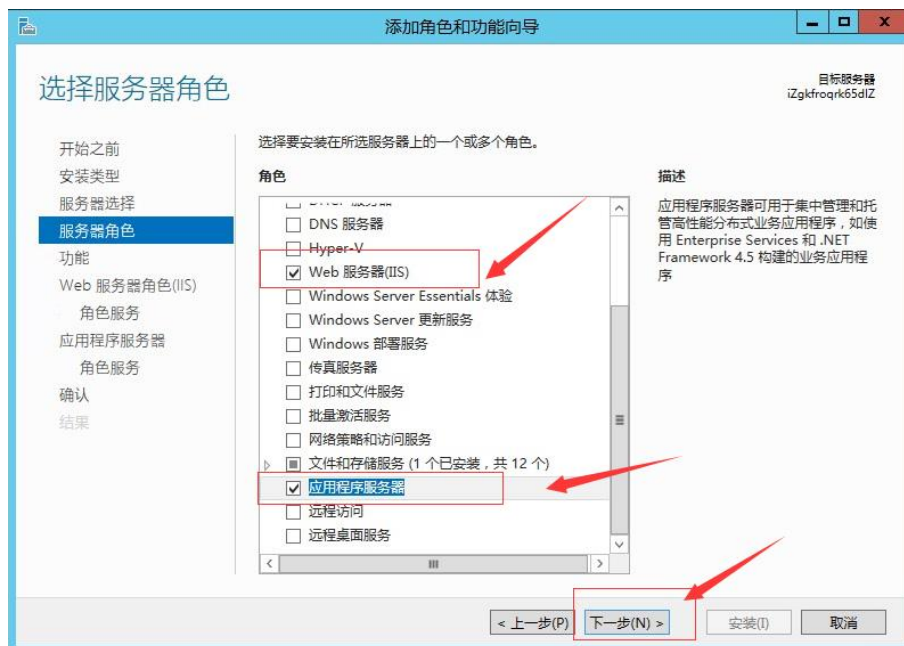 添加角色和功能向导
选择服务器角色
目标服务器
iZgkfroqrk65dlZ
开始之前
安装类型
服务器选择
服务器角色
功能
Web 服务器角色(IIS)
角色服务
应用程序服务器
角色服务
确认
结果
选择要安装在所选服务器上的一个或多个角色。
角色
DNS 服务器
Hyper-V
Web 服务器(IIS)
Windows Server Essentials 体验
Windows Server 更新服务
Windows 部署服务
传真服务器
打印和文件服务
批量激活服务
网络策略和访问服务
文件和存储服务 (1 个已安装，共 12 个)
应用程序服务器
远程访问
远程桌面服务
描述
应用程序服务器可用于集中管理和托
管高性能分布式业务应用程序，如使
用 Enterprise Services 和 .NET
Framework 4.5 构建的业务应用程
序
< 上一步(P)
下一步(N) >
安装(I)
取消